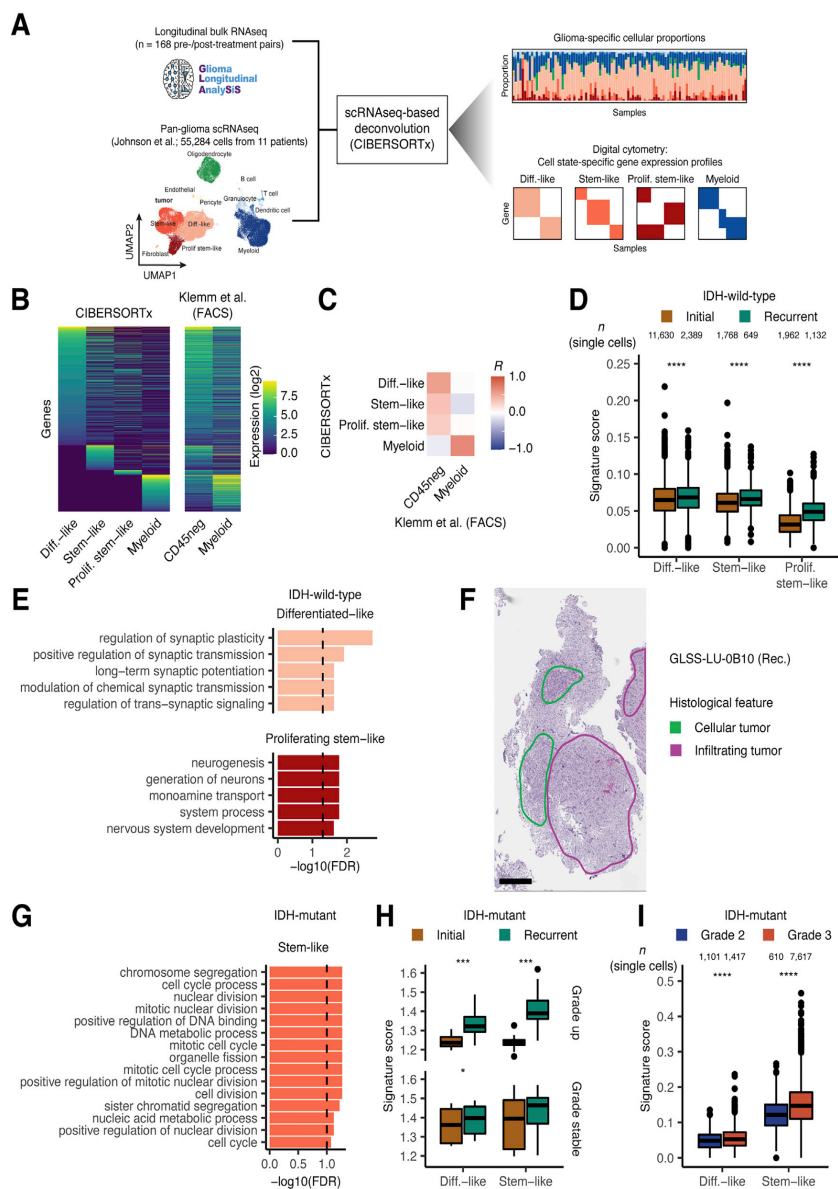 A
Longitudinal bulk RNAseq
(n = 168 pre-/post-treatment pairs)
Glioma
Longitudinal
AnalySiS
Pan-glioma scRNAseq
(Johnson et al.; 55,284 cells from 11 patients)
Oligodendrocyte
B cell
Endothelial
T cell
tumor
Pericyte
Granulocyte
Dendritic cell
Stem-like
Diff.-like
Fibroblast
Prolif stem-like
Myeloid
UMAP2
UMAP1
scRNAseq-based
deconvolution
(CIBERSORTx)
Glioma-specific cellular proportions
Proportion
Samples
Digital cytometry:
Cell state-specific gene expression profiles
Diff.-like
Stem-like
Prolif. stem-like
Myeloid
Gene
Samples
B
CIBERSORTx
Klemm et al.
(FACS)
Genes
Expression (log2)
7.5
5.0
2.5
0.0
Diff.−like
Stem−like
Prolif. stem−like
Myeloid
CD45neg
Myeloid
C
CIBERSORTx
Diff.−like
Stem−like
Prolif. stem−like
Myeloid
R
1.0
0.0
−1.0
CD45neg
Myeloid
Klemm et al. (FACS)
D
IDH−wild−type
Initial
Recurrent
n
(single cells)
11,630
2,389
1,768
649
1,962
1,132
****
****
****
Signature score
0.25
0.20
0.15
0.10
0.05
0.00
Diff.−like
Stem−like
Prolif.
stem−like
E
IDH−wild−type
Differentiated−like
regulation of synaptic plasticity
positive regulation of synaptic transmission
long−term synaptic potentiation
modulation of chemical synaptic transmission
regulation of trans−synaptic signaling
Proliferating stem−like
neurogenesis
generation of neurons
monoamine transport
system process
nervous system development
0
1
2
−log10(FDR)
F
GLSS−LU−0B10 (Rec.)
Histological feature
Cellular tumor
Infiltrating tumor
G
IDH−mutant
Stem−like
chromosome segregation
cell cycle process
nuclear division
mitotic nuclear division
positive regulation of DNA binding
DNA metabolic process
mitotic cell cycle
organelle fission
mitotic cell cycle process
positive regulation of mitotic nuclear division
cell division
sister chromatid segregation
nucleic acid metabolic process
positive regulation of nuclear division
cell cycle
0.0
0.5
1.0
−log10(FDR)
H
IDH−mutant
Initial
Recurrent
***
***
1.6
1.5
1.4
1.3
1.2
Grade up
*
1.6
1.5
1.4
1.3
1.2
Grade stable
Signature score
Diff.−like
Stem−like
I
IDH−mutant
Grade 2
Grade 3
n
(single cells)
1,101
1,417
610
7,617
****
****
Signature score
0.5
0.4
0.3
0.2
0.1
0.0
Diff.−like
Stem−like